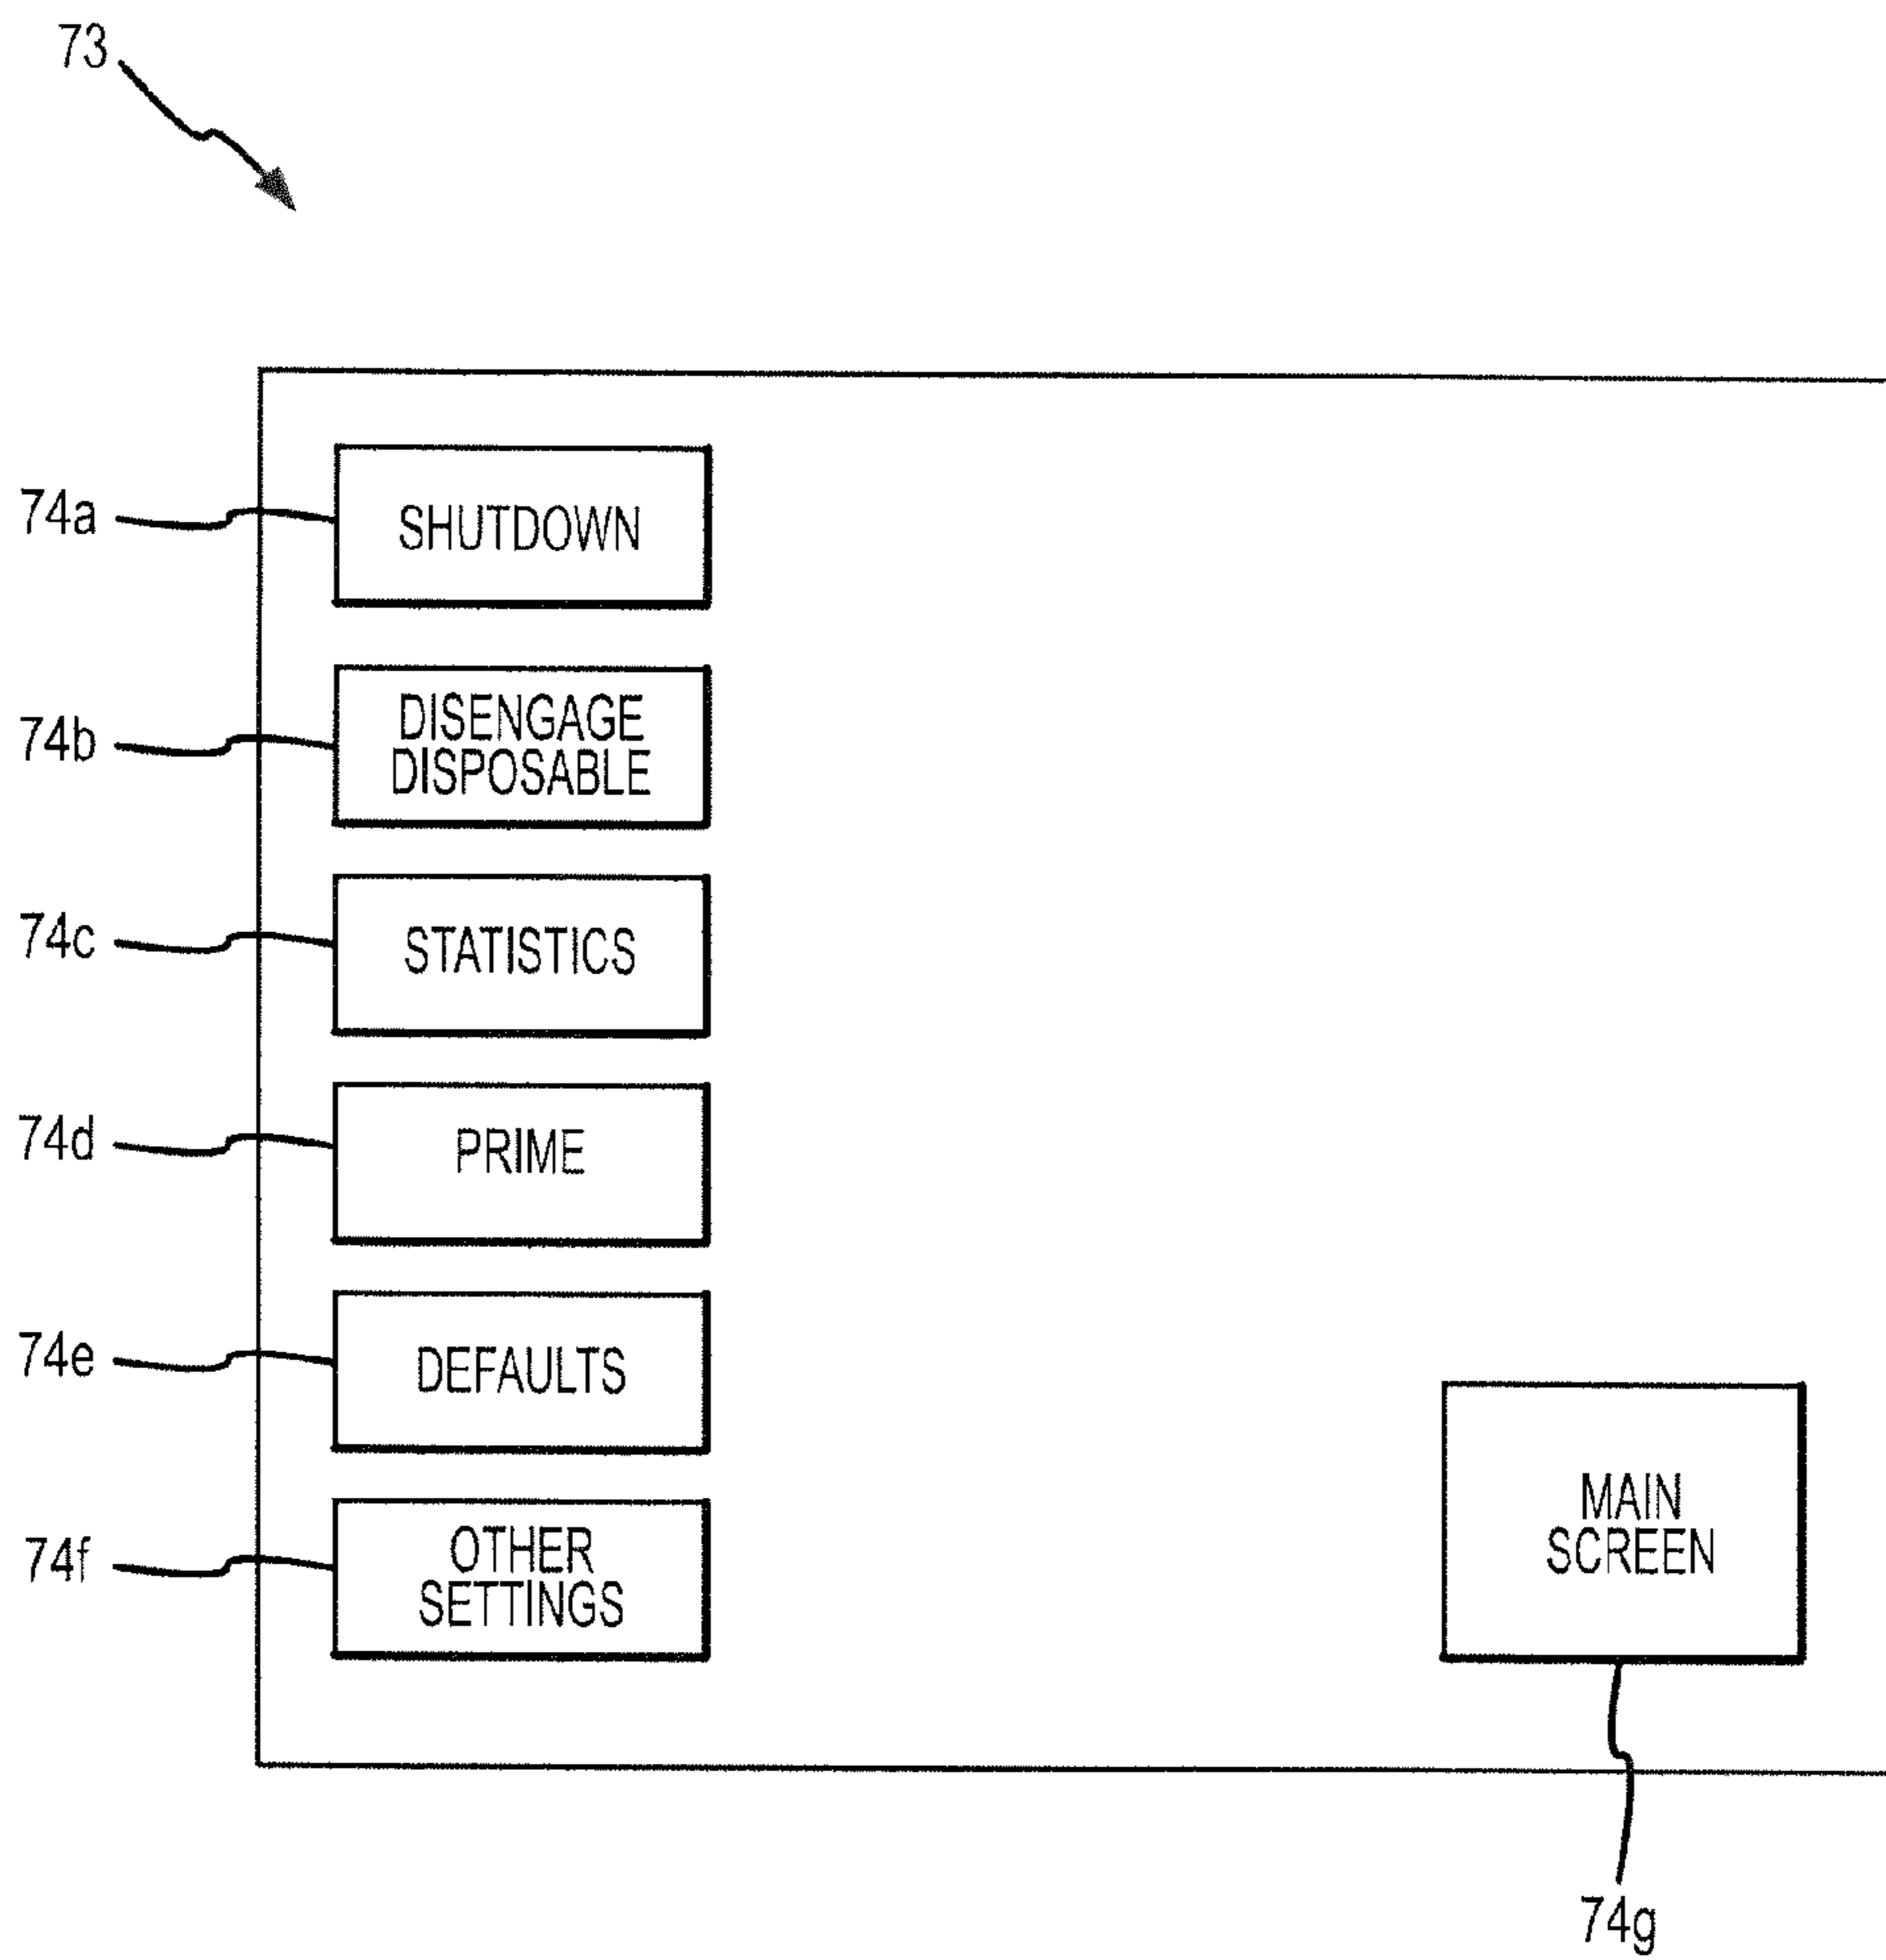 73
74a
SHUTDOWN
74b
DISENGAGE
DISPOSABLE
74c
STATISTICS
74d
PRIME
74e
DEFAULTS
74f
OTHER
SETTINGS
MAIN
SCREEN
74g